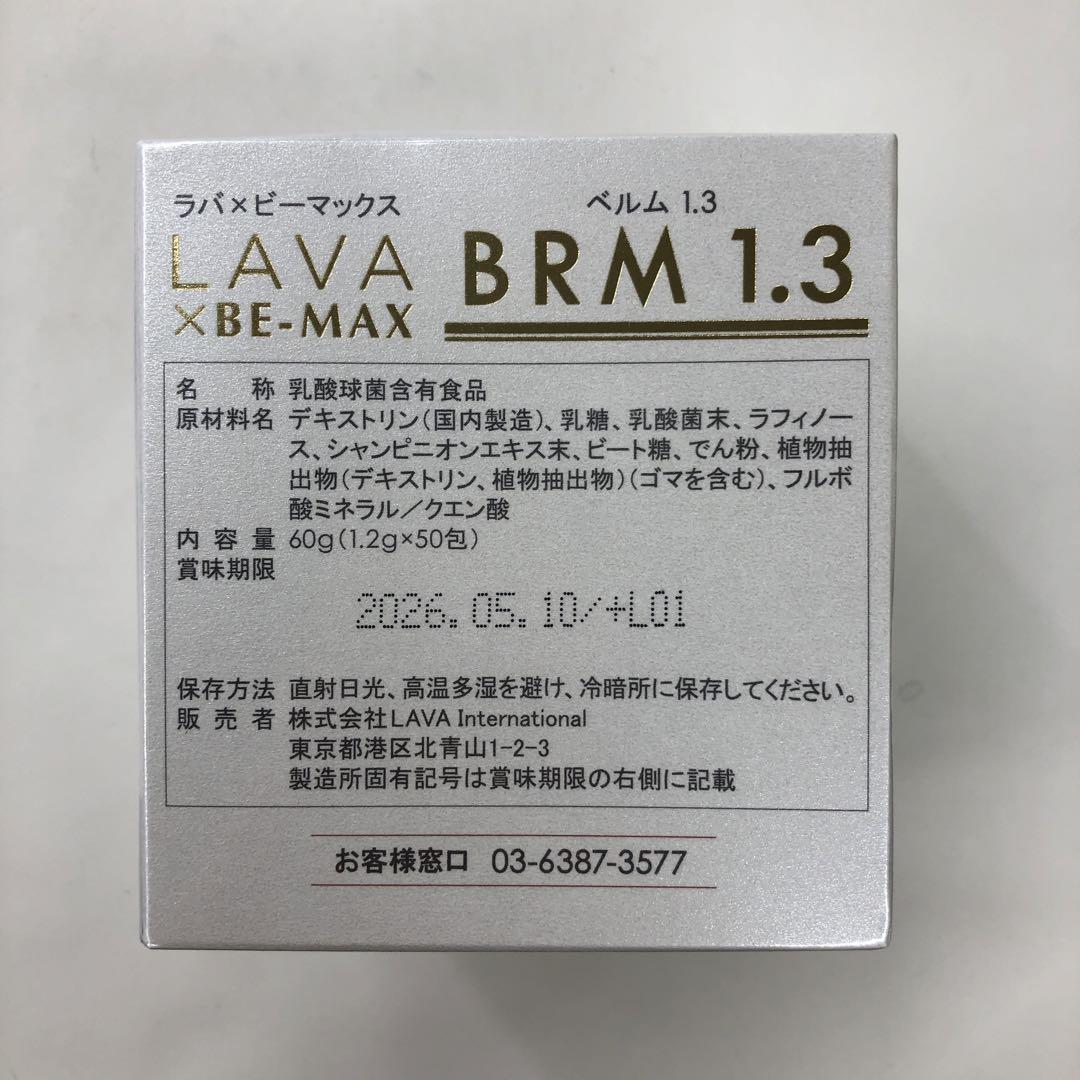 ラバ×ビーマックス
ベルム 1.3
LAVA
×BE-MAX
BRM 1.3
名称 乳酸球菌含有食品
原材料名 デキストリン(国内製造)、乳糖、乳酸菌末、ラフィノー
ス、シャンピニオンエキス末、ビート糖、でん粉、植物抽
出物(デキストリン、植物抽出物)(ゴマを含む)、フルボ
酸ミネラル/クエン酸
内容量 60g(1.2g×50包)
賞味期限
2026.05.10/+L01
保存方法 直射日光、高温多湿を避け、冷暗所に保存してください。
販売者 株式会社LAVA International
東京都港区北青山1-2-3
製造所固有記号は賞味期限の右側に記載
お客様窓口 03-6387-3577